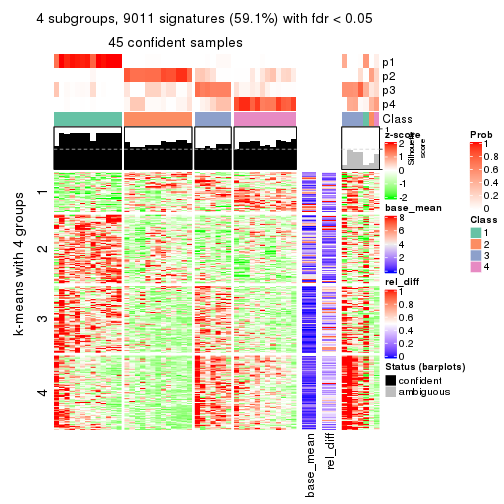 4 subgroups, 9011 signatures (59.1%) with fdr < 0.05
45 confident samples
p1
p2
p3
p4
Class
Silhouette
score
k-means with 4 groups
1
2
3
4
base_mean
rel_diff
z-score
2
1
0
-1
-2
base_mean
8
6
4
2
0
rel_diff
1
0.8
0.6
0.4
0.2
0
Status (barplots)
confident
ambiguous
Prob
1
0.8
0.6
0.4
0.2
0
Class
1
2
3
4